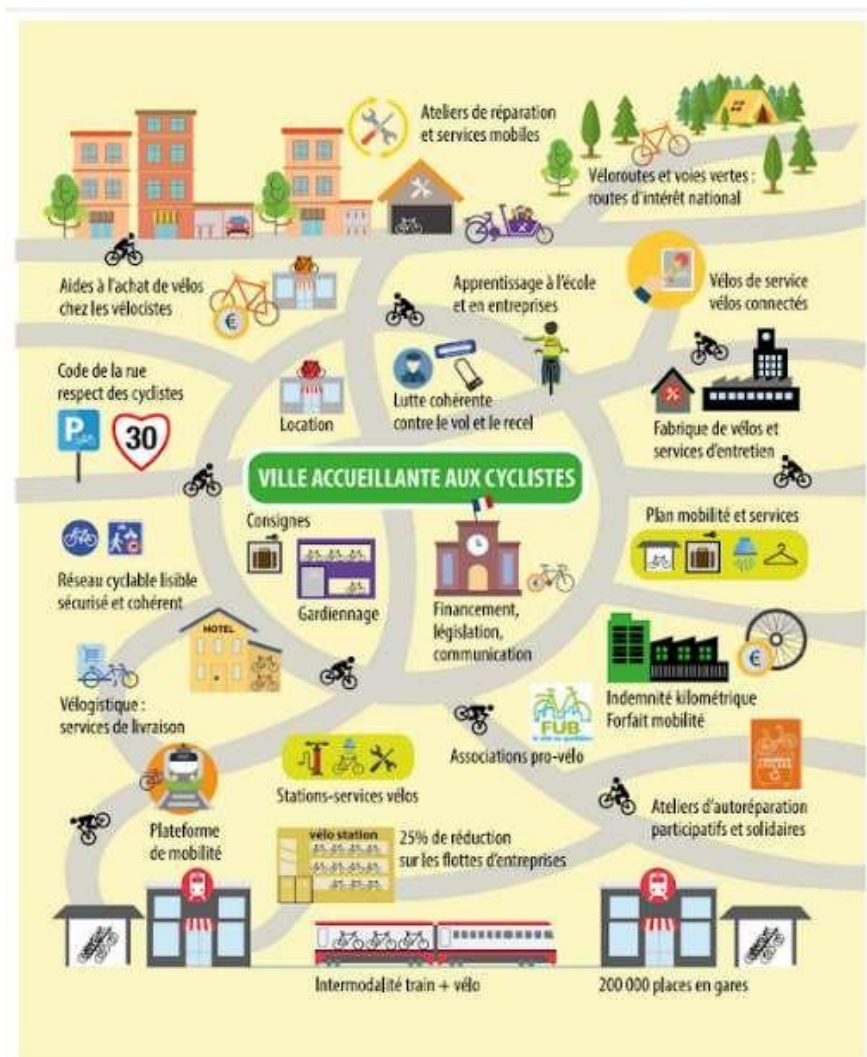 Ateliers de réparation
et services mobiles
Véloroutes et voies vertes :
routes d'intérêt national
Aides à l'achat de vélos
chez les vélocistes
€
Apprentissage à l'école
et en entreprises
Vélos de service
vélos connectés
Code de la rue
respect des cyclistes
P
30
Location
Lutte cohérente
contre le vol et le recel
Fabrique de vélos et
services d'entretien
VILLE ACCUEILLANTE AUX CYCLISTES
Consignes
Plan mobilité et services
Réseau cyclable lisible
sécurisé et cohérent
Gardiennage
Financement,
législation,
communication
HOTEL
€
Vélogistique :
services de livraison
Indemnité kilométrique
Forfait mobilité
FUB
Associations pro-vélo
Stations-services vélos
Ateliers d'autoréparation
participatifs et solidaires
Plateforme
de mobilité
vélo station
25% de réduction
sur les flottes d'entreprises
Intermodalité train + vélo
200 000 places en gares